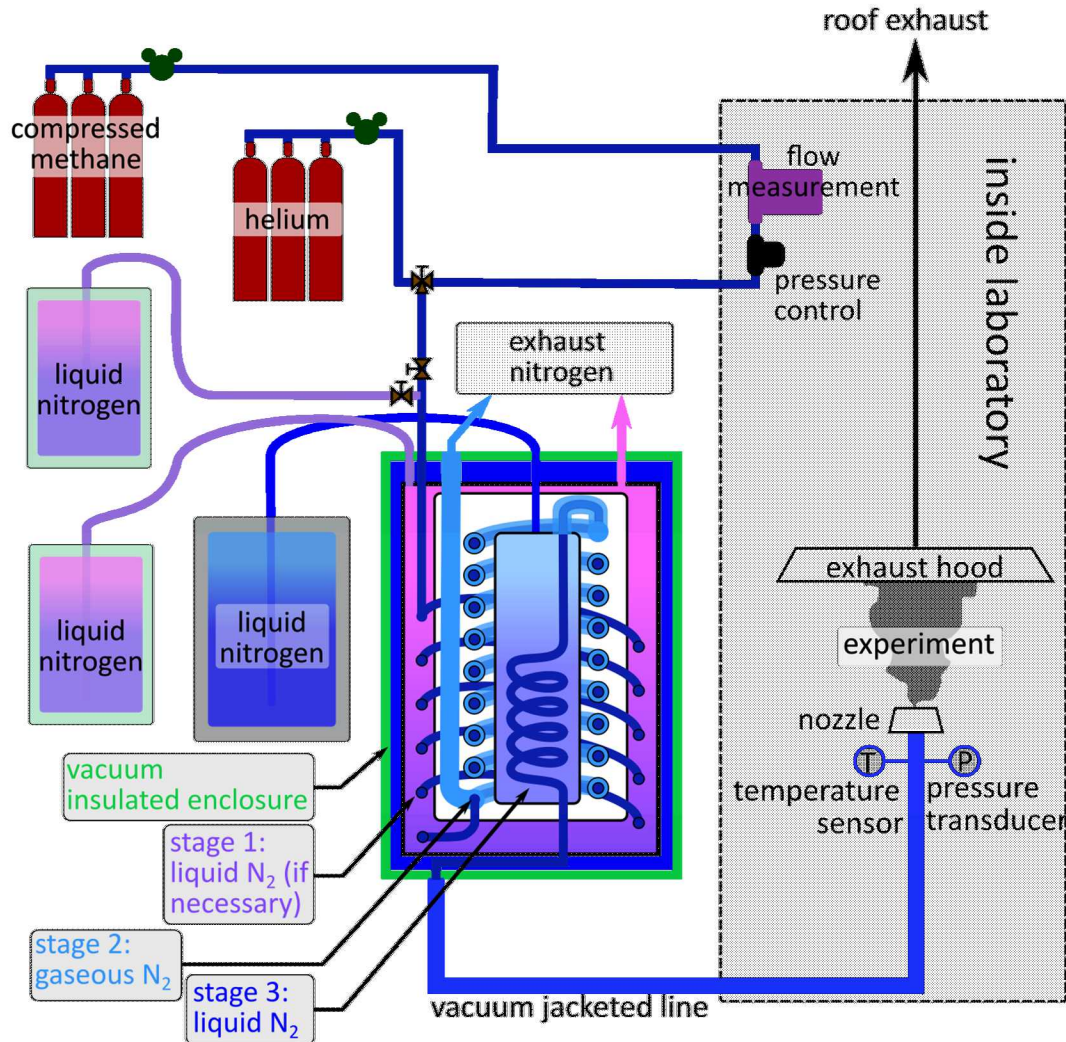 roof exhaust
compressed
methane
helium
flow
measurement
pressure
control
inside laboratory
liquid
nitrogen
exhaust
nitrogen
liquid
nitrogen
liquid
nitrogen
exhaust hood
experiment
nozzle
T
P
temperature
sensor
pressure
transducer
vacuum
insulated enclosure
stage 1:
liquid N₂ (if
necessary)
stage 2:
gaseous N₂
stage 3:
liquid N₂
vacuum jacketed line